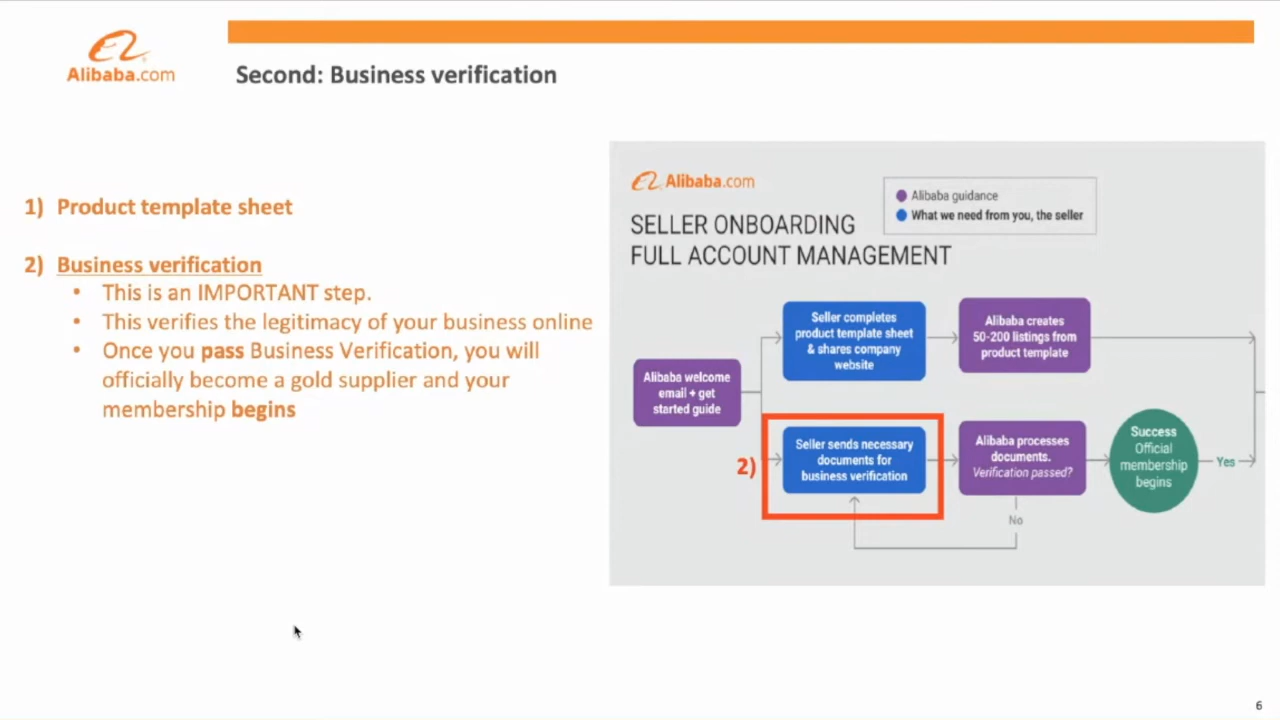 Alibaba.com
Second: Business verification
1) Product template sheet
2) Business verification
• This is an IMPORTANT step.
• This verifies the legitimacy of your business online
• Once you pass Business Verification, you will
officially become a gold supplier and your
membership begins
Alibaba.com
SELLER ONBOARDING
FULL ACCOUNT MANAGEMENT
Alibaba guidance
What we need from you, the seller
Alibaba welcome
email + get
started guide
Seller completes
product template sheet
& shares company
website
Alibaba creates
50-200 listings from
product template
2)
Seller sends necessary
documents for
business verification
Alibaba processes
documents.
Verification passed?
No
Success
Official
membership
begins
Yes
6